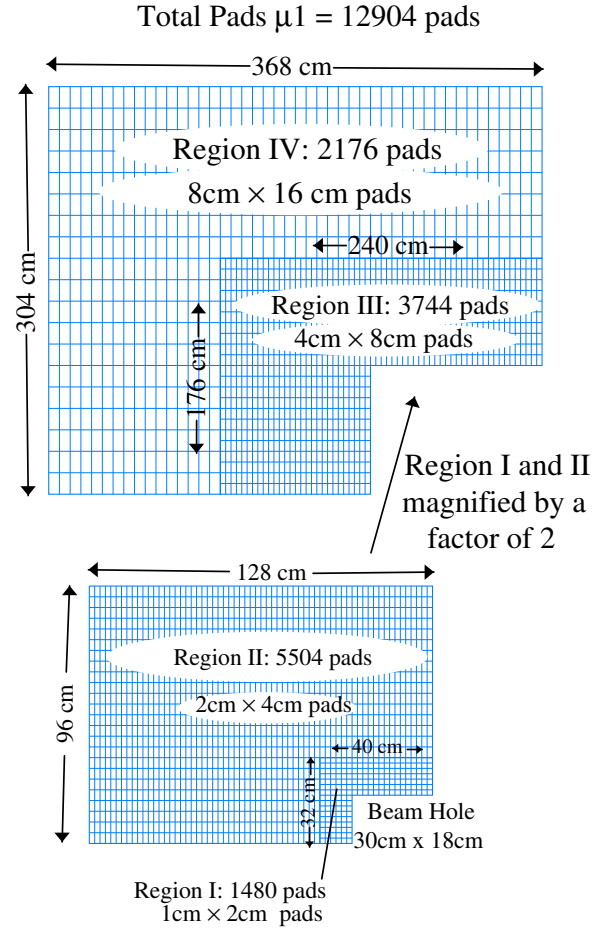 Total Pads μ1 = 12904 pads
368 cm
304 cm
Region IV: 2176 pads
8cm × 16 cm pads
240 cm
Region III: 3744 pads
4cm × 8cm pads
176 cm
Region I and II
magnified by a
factor of 2
128 cm
96 cm
Region II: 5504 pads
2cm × 4cm pads
40 cm
32 cm
Beam Hole
30cm x 18cm
Region I: 1480 pads
1cm × 2cm pads